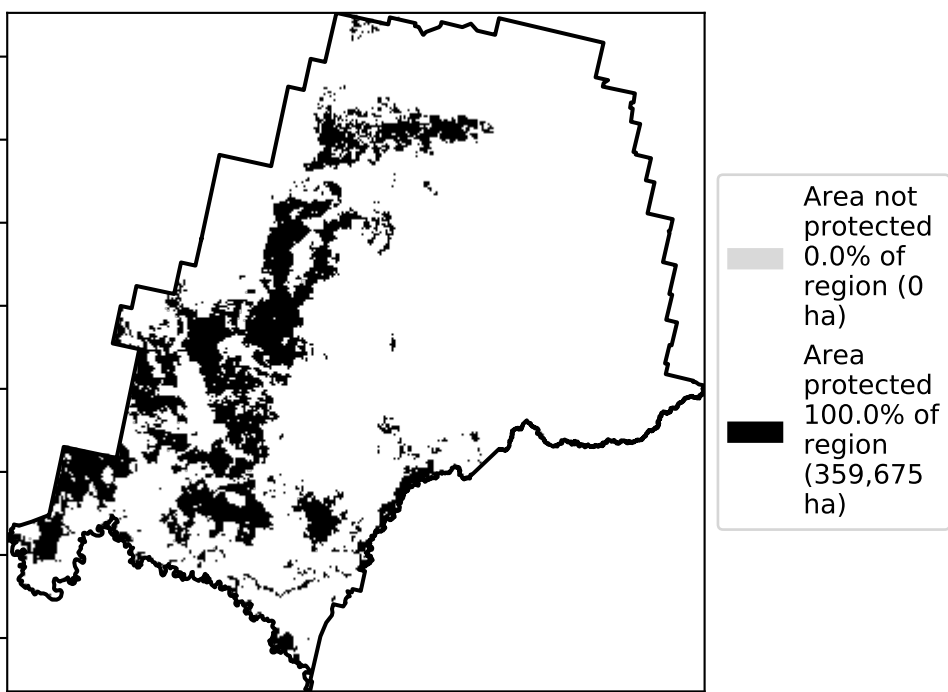 Area not
protected
0.0% of
region (0
ha)
Area
protected
100.0% of
region
(359,675
ha)